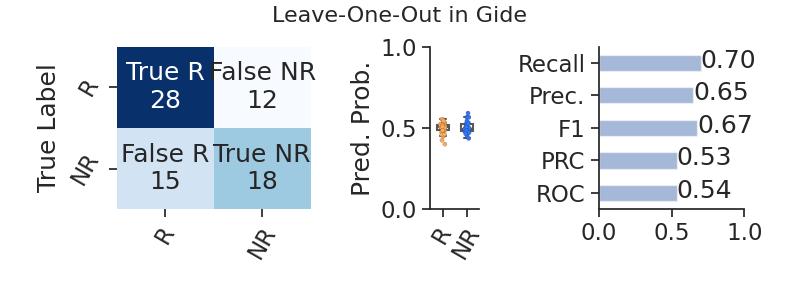 Leave-One-Out in Gide
True Label
R
NR
True R
28
False NR
12
False R
15
True NR
18
R
NR
Pred. Prob.
1.0
0.5
0.0
R
NR
Recall
0.70
Prec.
0.65
F1
0.67
PRC
0.53
ROC
0.54
0.0 0.5 1.0